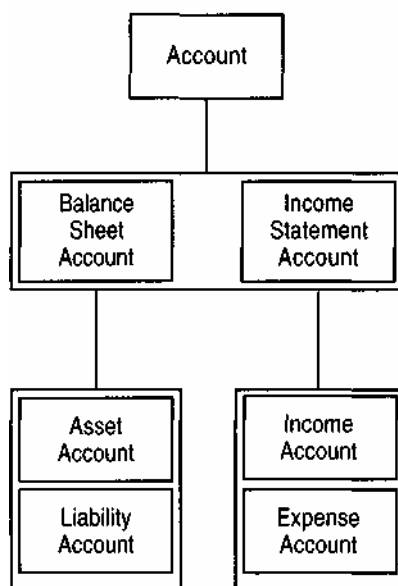 Account
Balance
Sheet
Account
Income
Statement
Account
Asset
Account
Liability
Account
Income
Account
Expense
Account